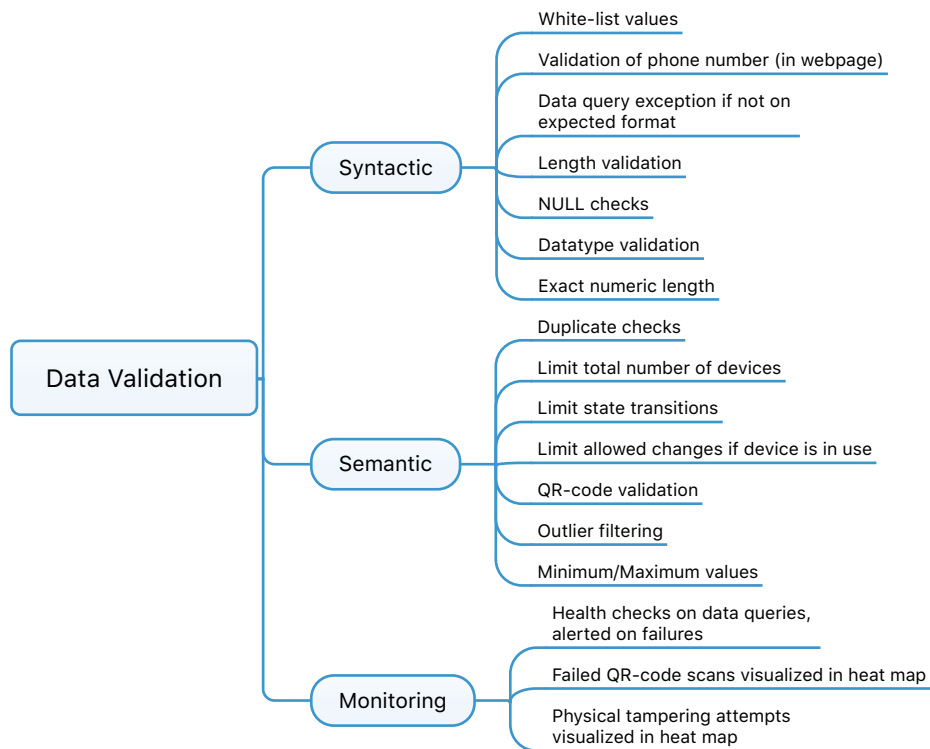 White-list values
Validation of phone number (in webpage)
Data query exception if not on
expected format
Syntactic
Length validation
NULL checks
Datatype validation
Exact numeric length
Data Validation
Duplicate checks
Limit total number of devices
Limit state transitions
Semantic
Limit allowed changes if device is in use
QR-code validation
Outlier filtering
Minimum/Maximum values
Health checks on data queries,
alerted on failures
Monitoring
Failed QR-code scans visualized in heat map
Physical tampering attempts
visualized in heat map